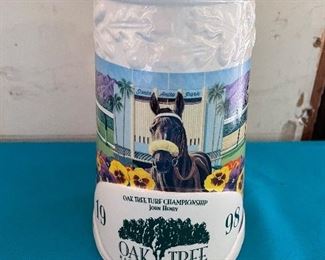 Santa Anita Park
OAK TREE TURF CHAMPIONSHIP
JOHN HENRY
19 98
OAK TREE